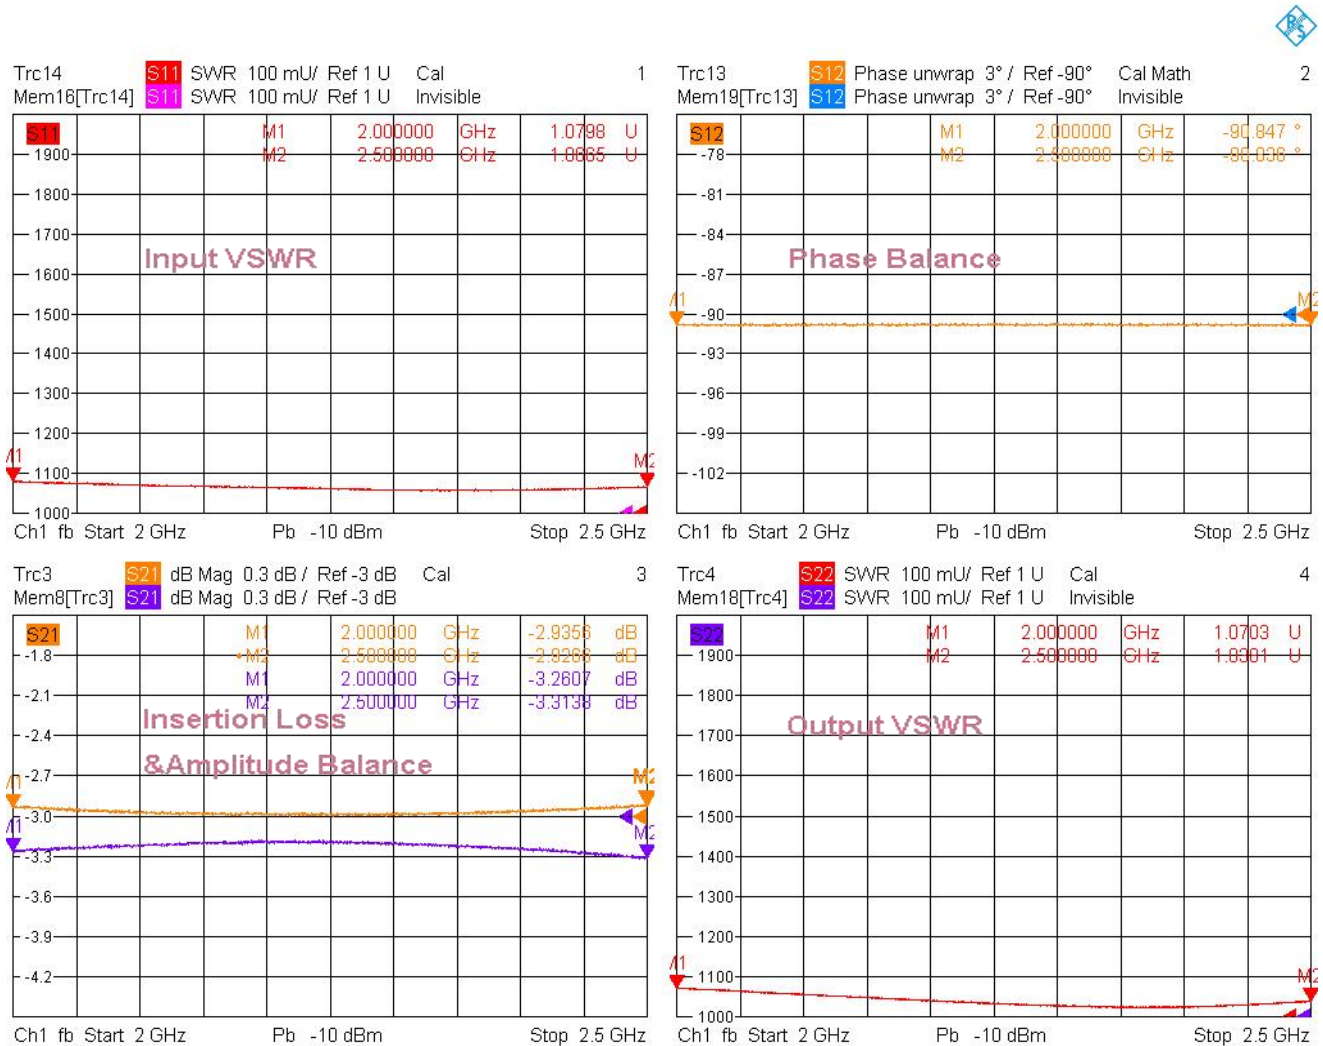 R&S
Trc14 S11 SWR 100 mU/ Ref 1 U Cal 1
Mem16[Trc14] S11 SWR 100 mU/ Ref 1 U Invisible
S11 M1 2.000000 GHz 1.0798 U
M2 2.500000 GHz U
1900
1800
1700
Input VSWR
1600
1500
1400
1300
1200
M1 M2
1100
1000
Ch1 fb Start 2 GHz Pb -10 dBm Stop 2.5 GHz
Trc13 S12 Phase unwrap 3° / Ref -90° Cal Math 2
Mem19[Trc13] S12 Phase unwrap 3° / Ref -90° Invisible
S12 M1 2.000000 GHz -90.847 °
M2 2.500000 GHz °
-78
-81
-84
Phase Balance
-87
M1 M2
-90
-93
-96
-99
-102
Ch1 fb Start 2 GHz Pb -10 dBm Stop 2.5 GHz
Trc3 S21 dB Mag 0.3 dB / Ref -3 dB Cal 3
Mem8[Trc3] S21 dB Mag 0.3 dB / Ref -3 dB
S21 M1 2.000000 GHz dB
-1.8 •M2 2.500000 GHz dB
M1 2.000000 GHz -3.2607 dB
-2.1 M2 2.500000 GHz dB
Insertion Loss
-2.4
&Amplitude Balance
-2.7
M1 M2
-3.0
M1 M2
-3.3
-3.6
-3.9
-4.2
Ch1 fb Start 2 GHz Pb -10 dBm Stop 2.5 GHz
Trc4 S22 SWR 100 mU/ Ref 1 U Cal 4
Mem18[Trc4] S22 SWR 100 mU/ Ref 1 U Invisible
S22 M1 2.000000 GHz 1.0703 U
M2 2.500000 GHz U
1900
1800
Output VSWR
1700
1600
1500
1400
1300
1200
M1 M2
1100
1000
Ch1 fb Start 2 GHz Pb -10 dBm Stop 2.5 GHz